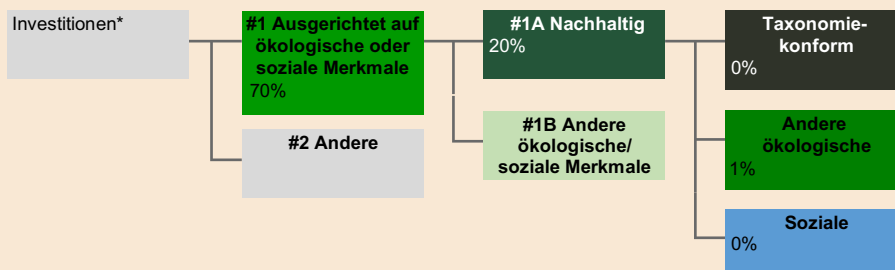 Investitionen*
#1 Ausgerichtet auf
ökologische oder
soziale Merkmale
70%
#2 Andere
#1A Nachhaltig
20%
#1B Andere
ökologische/
soziale Merkmale
Taxonomie-
konform
0%
Andere
ökologische
1%
Soziale
0%